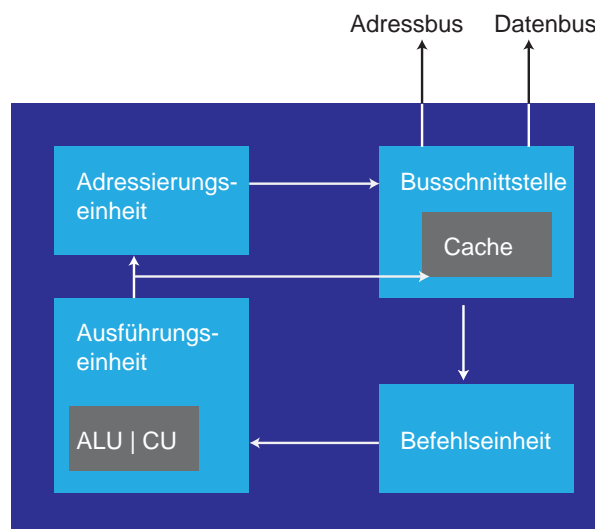 Adressbus
Datenbus
Adressierungs-
einheit
Busschnittstelle
Cache
Ausführungs-
einheit
ALU | CU
Befehlseinheit